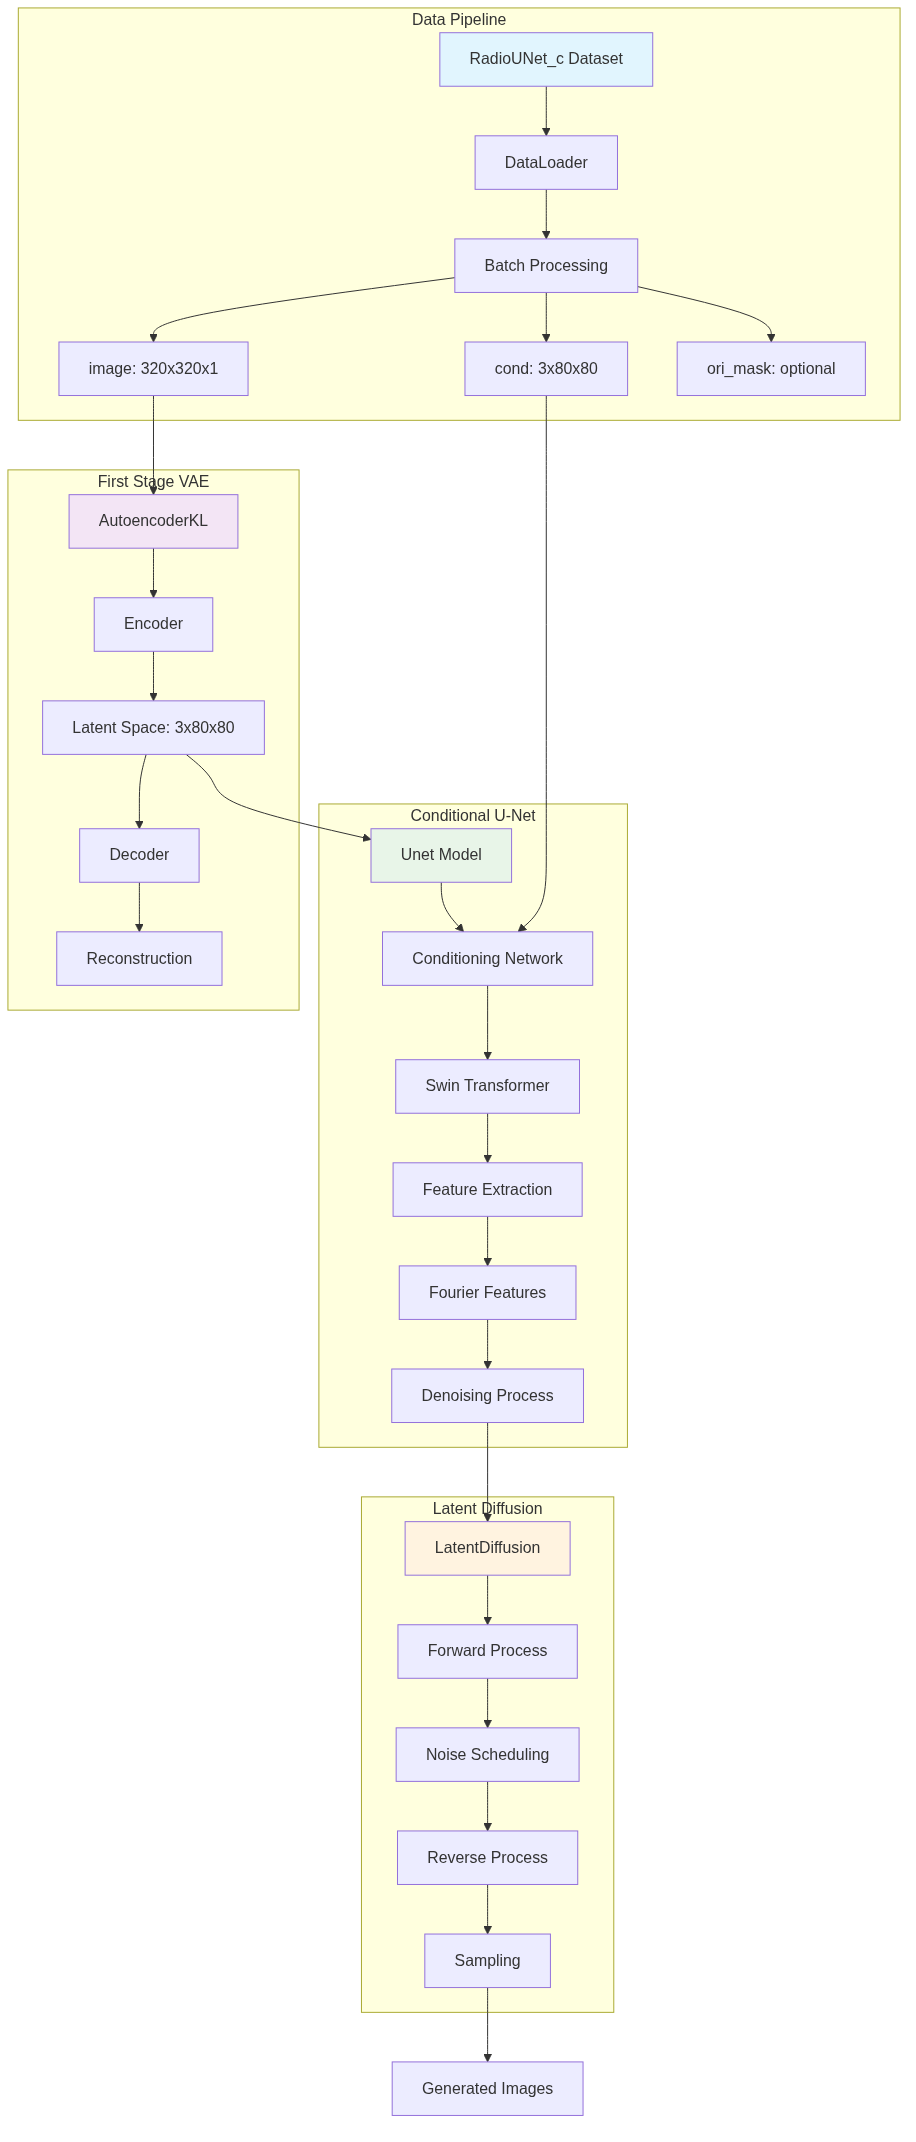 Data Pipeline
RadioUNet_c Dataset
DataLoader
Batch Processing
image: 320x320x1
cond: 3x80x80
ori_mask: optional
First Stage VAE
AutoencoderKL
Encoder
Latent Space: 3x80x80
Decoder
Reconstruction
Conditional U-Net
Unet Model
Conditioning Network
Swin Transformer
Feature Extraction
Fourier Features
Denoising Process
Latent Diffusion
LatentDiffusion
Forward Process
Noise Scheduling
Reverse Process
Sampling
Generated Images